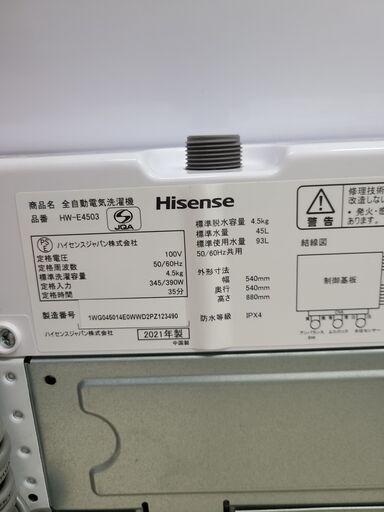 商品名 全自動電気洗濯機
品番 HW-E4503
JQA
Hisense
PSE
ハイセンスジャパン株式会社
定格電圧 100V
定格周波数 50/60Hz
標準洗濯容量 4.5kg
定格入力 345/390W
定格時間 35分
製造番号 1WG045014E0WWD2PZ123490
ハイセンスジャパン株式会社
2021年製
中国製
標準脱水容量 4.5kg
標準水量 45L
標準使用水量 93L
50/60Hz共用
外形寸法
幅 540mm
奥行 540mm
高さ 880mm
防水等級 IPX4
警告
修理技術
改造しない
・発火・感
結線図
制御基板